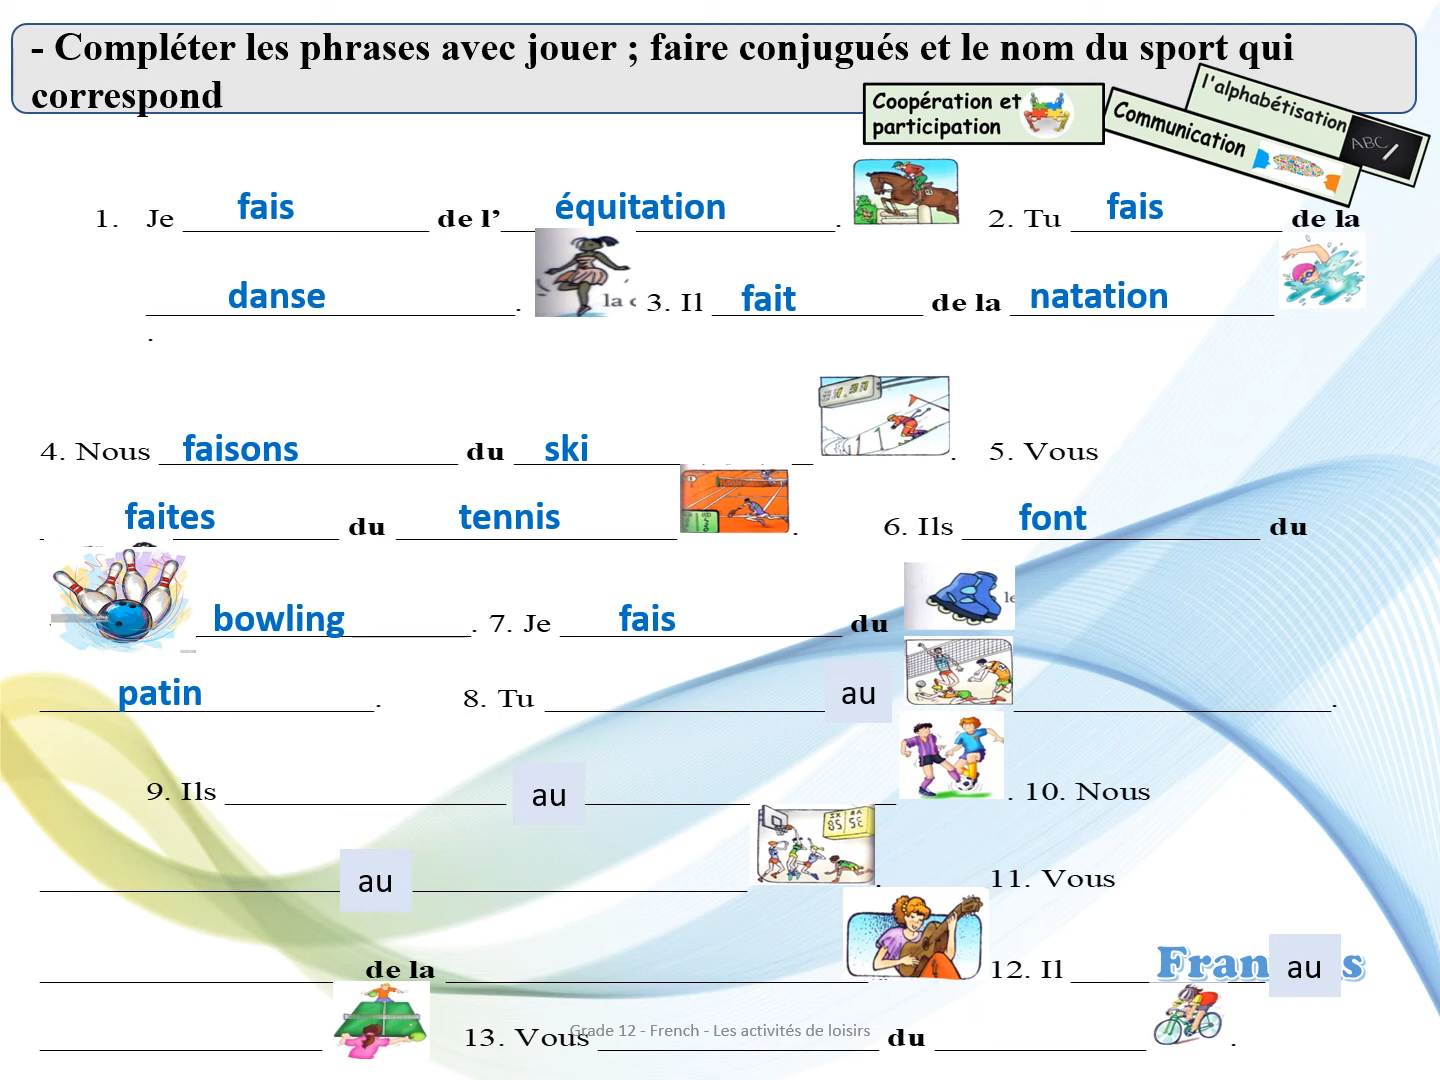 - Compléter les phrases avec jouer ; faire conjugués et le nom du sport qui
correspond
Coopération et
participation
Communication
l'alphabétisation
ABC
1. Je fais de l’ équitation . 2. Tu fais de la
danse . 3. Il fait de la natation
.
4. Nous faisons du ski . 5. Vous
faites du tennis . 6. Ils font du
bowling . 7. Je fais du
patin . 8. Tu au .
9. Ils au . 10. Nous
au . 11. Vous
de la 12. Il au
13. Vous du .
Grade 12 - French - Les activités de loisirs